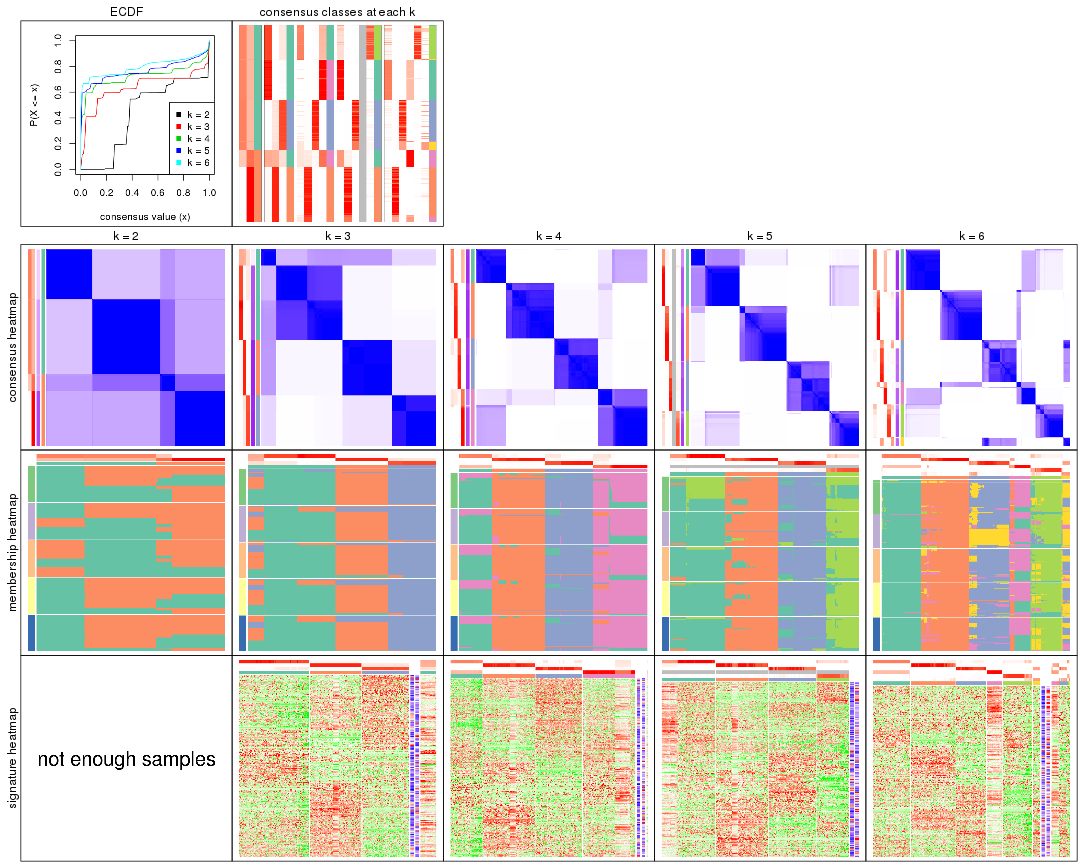 ECDF
consensus classes at each k
P(X <= x)
1.0
0.8
0.6
0.4
0.2
0.0
k = 2
k = 3
k = 4
k = 5
k = 6
0.0 0.2 0.4 0.6 0.8 1.0
consensus value (x)
k = 2 k = 3 k = 4 k = 5 k = 6
consensus heatmap
membership heatmap
signature heatmap
not enough samples